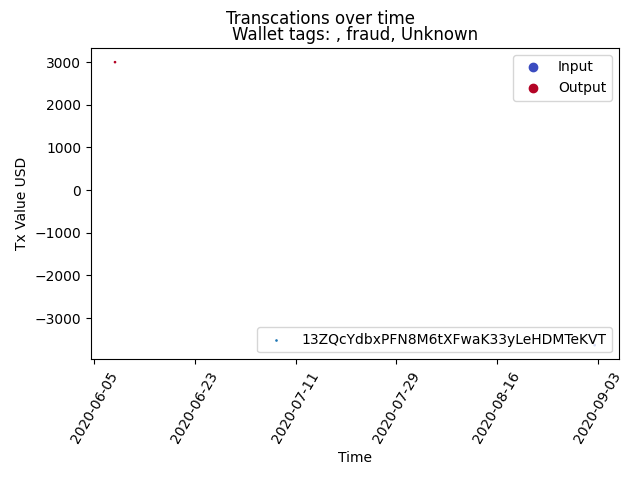 Transcations over time
Wallet tags: , fraud, Unknown
Input
Output
3000
2000
1000
0
−1000
−2000
−3000
Tx Value USD
13ZQcYdbxPFN8M6tXFwaK33yLeHDMTeKVT
2020-06-05
2020-06-23
2020-07-11
2020-07-29
2020-08-16
2020-09-03
Time